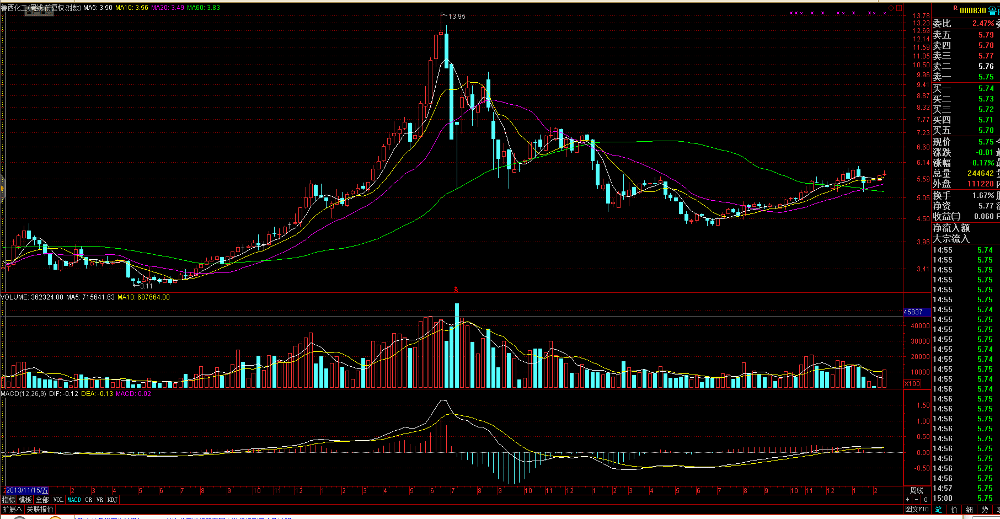 鲁西化工(周线.前复权.对数) MA5: 3.50 MA10: 3.56 MA20: 3.49 MA60: 3.83
13.95
3.11
S
13.78
13.23
12.69
12.14
11.59
11.05
10.50
9.96
9.41
8.87
8.32
7.77
7.23
6.68
6.14
5.59
5.05
4.50
3.96
3.41
VOLUME: 362324.00 MA5: 715641.63 MA10: 687664.00
45837
40000
30000
20000
10000
X100
MACD(12,26,9) DIF: -0.12 DEA: -0.13 MACD: 0.02
1.50
1.00
0.50
0.00
-0.50
2013/11/15/五 2 3 4 5 6 7 8 9 10 11 12 1 2 3 4 5 6 7 8 9 10 11 12 1 2 3 4 5 6 7 8 9 10 11 12 1 2 周线
指标 模板 全部 VOL MACD CR VR KDJ + - 0
扩展∧ 关联报价 图文F10 笔 价 细 势
R 000830 鲁西
委比 2.47%
卖五 5.79
卖四 5.78
卖三 5.77
卖二 5.76
卖一 5.75
买一 5.74
买二 5.73
买三 5.72
买四 5.71
买五 5.70
现价 5.75
涨跌 -0.01
涨幅 -0.17%
总量 244642
外盘 111220
换手 1.67%
净资 5.77
收益㈢ 0.060
净流入额
大宗流入
14:55 5.74
14:55 5.75
14:55 5.75
14:55 5.75
14:55 5.75
14:55 5.75
14:55 5.74
14:55 5.75
14:55 5.75
14:55 5.75
14:55 5.74
14:55 5.74
14:55 5.75
14:55 5.74
14:56 5.74
14:56 5.75
14:56 5.75
14:56 5.75
14:56 5.75
14:56 5.75
14:56 5.75
14:56 5.75
14:56 5.75
14:56 5.75
14:57 5.75
15:00 5.75